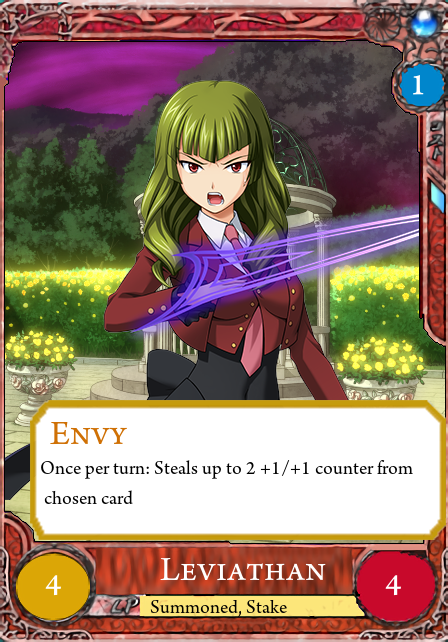 1
Envy
Once per turn: Steals up to 2 +1/+1 counter from
chosen card
4
Leviathan
4
LP
Summoned, Stake